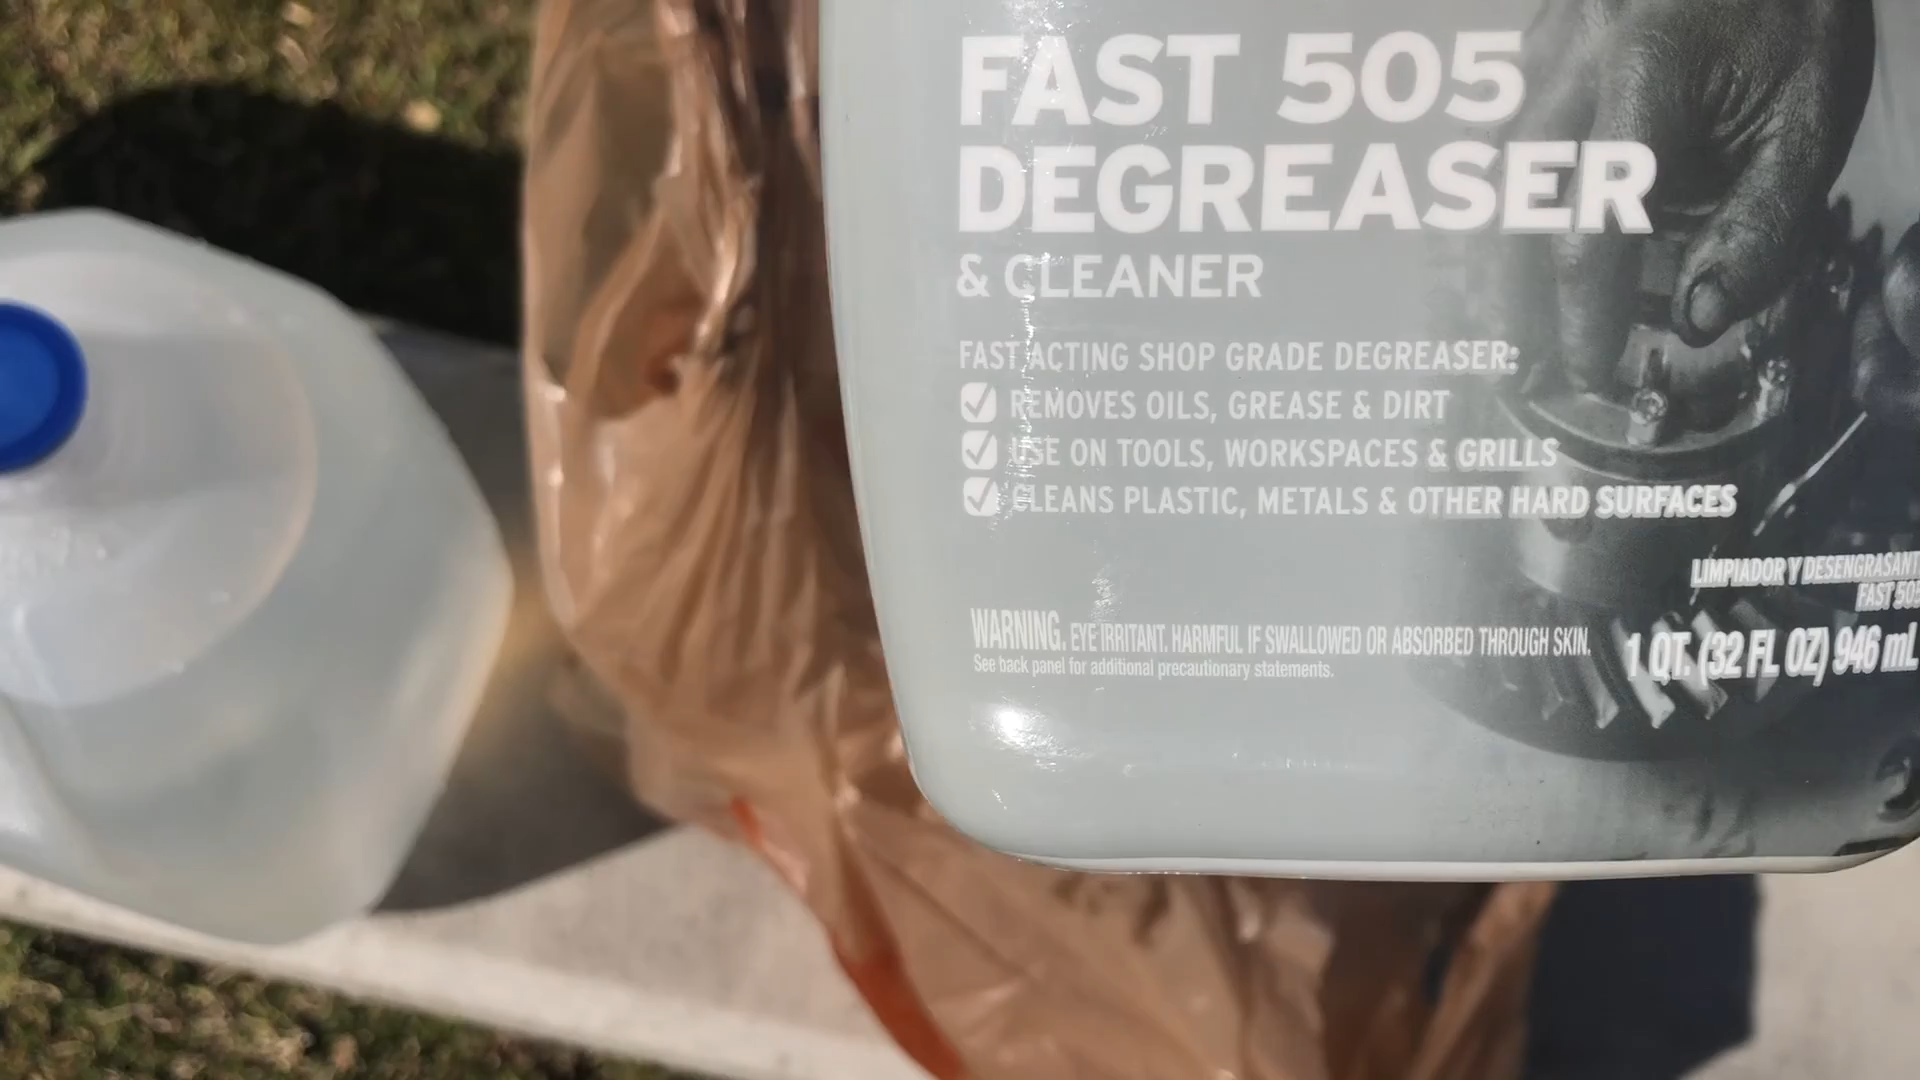 FAST 505
DEGREASER
& CLEANER
FAST ACTING SHOP GRADE DEGREASER:
REMOVES OILS, GREASE & DIRT
USE ON TOOLS, WORKSPACES & GRILLS
CLEANS PLASTIC, METALS & OTHER HARD SURFACES
LIMPIADOR Y DESENGRASANT
FAST 505
WARNING. EYE IRRITANT. HARMFUL IF SWALLOWED OR ABSORBED THROUGH SKIN.
See back panel for additional precautionary statements.
1 QT. (32 FL OZ) 946 mL